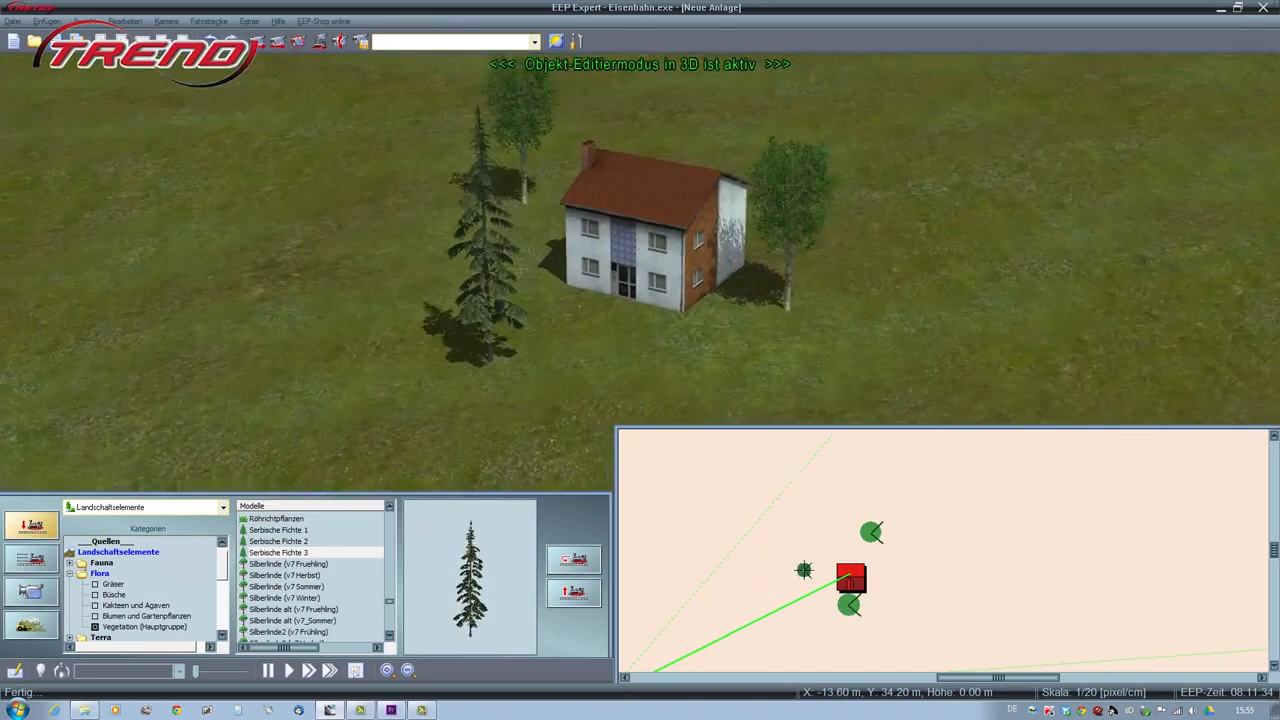 EEP Expert - Eisenbahn.exe - [Neue Anlage]
Datei Einfügen Bearbeiten Kamera Fahrstrecke Extras Hilfe EEP-Shop online
TREND
<<< Objekt-Editiermodus in 3D ist aktiv >>>
Landschaftselemente
Kategorien
___Quellen___
Landschaftselemente
Fauna
Flora
Gräser
Büsche
Kakteen und Agaven
Blumen und Gartenpflanzen
Vegetation (Hauptgruppe)
Terra
Modelle
Röhrichtpflanzen
Serbische Fichte 1
Serbische Fichte 2
Serbische Fichte 3
Silberlinde (v7 Fruehling)
Silberlinde (v7 Herbst)
Silberlinde (v7 Sommer)
Silberlinde (v7 Winter)
Silberlinde alt (v7 Fruehling)
Silberlinde alt (v7_Sommer)
Silberlinde2 (v7 Frühling)
Fertig...
X: -13.60 m, Y: 34.20 m, Höhe: 0.00 m
Skala: 1/20 [pixel/cm]
EEP-Zeit: 08:11:34
DE
15:55